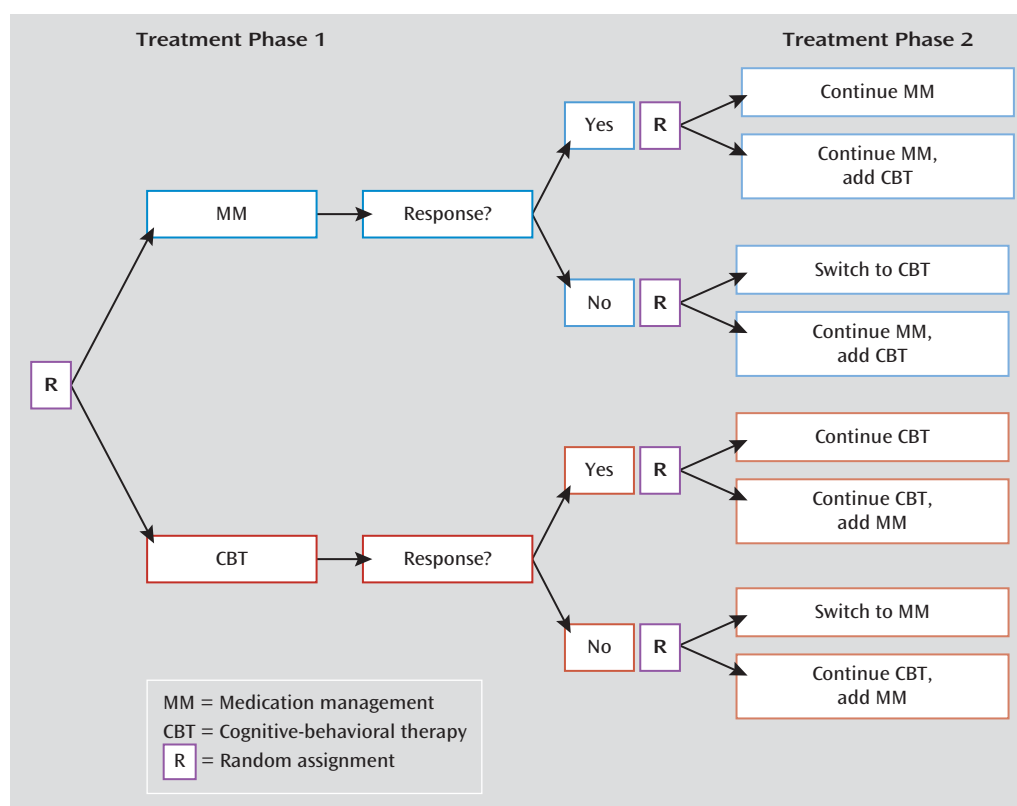 Treatment Phase 1
Treatment Phase 2
Continue MM
Yes
R
Continue MM,
add CBT
MM
Response?
Switch to CBT
No
R
Continue MM,
add CBT
R
Continue CBT
Yes
R
Continue CBT,
add MM
CBT
Response?
Switch to MM
No
R
Continue CBT,
add MM
MM = Medication management
CBT = Cognitive-behavioral therapy
R = Random assignment